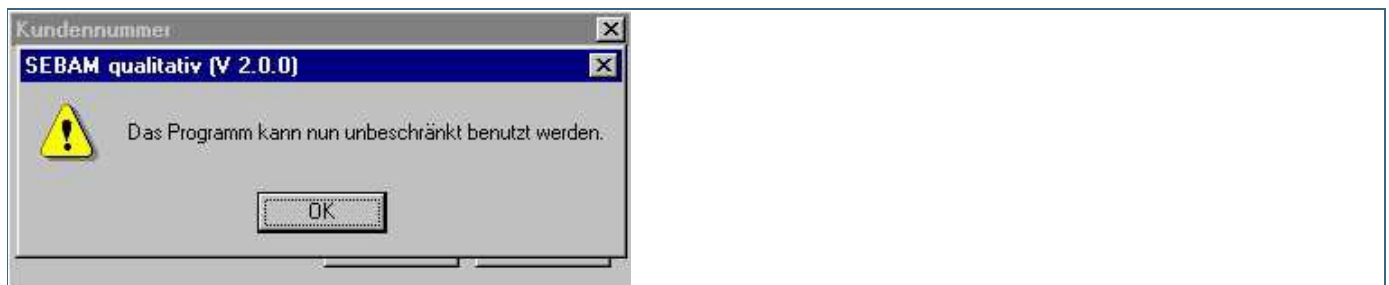 Kundennummer
SEBAM qualitativ (V 2.0.0)
Das Programm kann nun unbeschränkt benutzt werden.
OK